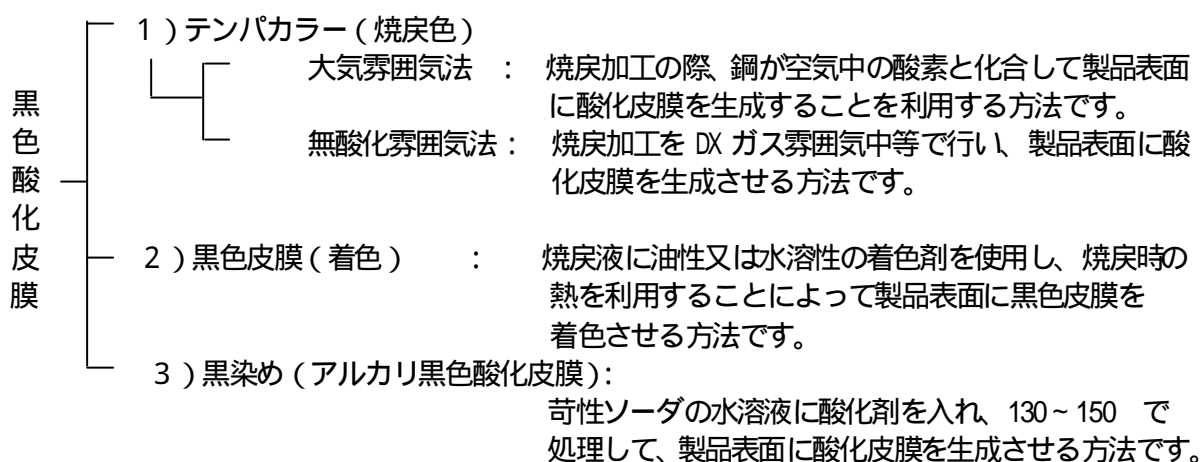 黒色酸化皮膜
1）テンパカラー（焼戻色）
大気雰囲気法 ： 焼戻加工の際、鋼が空気中の酸素と化合して製品表面
に酸化皮膜を生成することを利用する方法です。
無酸化雰囲気法： 焼戻加工を DX ガス雰囲気中等で行い、製品表面に酸
化皮膜を生成させる方法です。
2）黒色皮膜（着色） ： 焼戻液に油性又は水溶性の着色剤を使用し、焼戻時の
熱を利用することによって製品表面に黒色皮膜を
着色させる方法です。
3）黒染め（アルカリ黒色酸化皮膜）：
苛性ソーダの水溶液に酸化剤を入れ、130～150 で
処理して、製品表面に酸化皮膜を生成させる方法です。